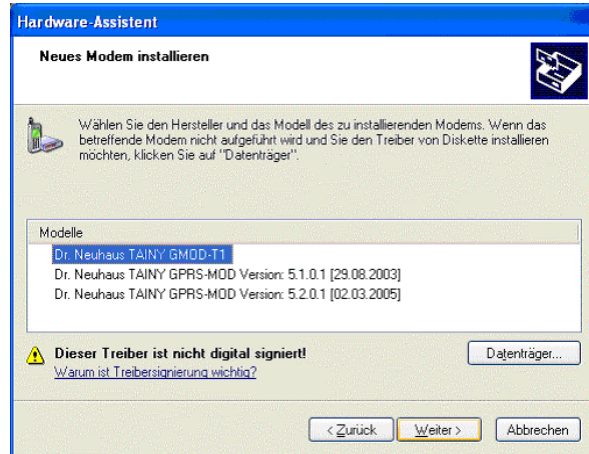 Hardware-Assistent
Neues Modem installieren
Wählen Sie den Hersteller und das Modell des zu installierenden Modems. Wenn das
betreffende Modem nicht aufgeführt wird und Sie den Treiber von Diskette installieren
möchten, klicken Sie auf "Datenträger".
Modelle
Dr. Neuhaus TAINY GMOD-T1
Dr. Neuhaus TAINY GPRS-MOD Version: 5.1.0.1 [29.08.2003]
Dr. Neuhaus TAINY GPRS-MOD Version: 5.2.0.1 [02.03.2005]
Dieser Treiber ist nicht digital signiert!
Datenträger...
Warum ist Treibersignierung wichtig?
< Zurück
Weiter >
Abbrechen